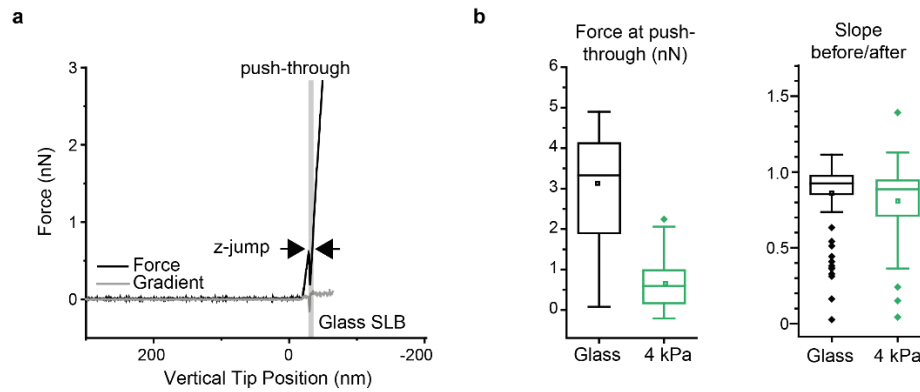 a
push-through
3
2
1
0
Force (nN)
z-jump
Force
Gradient
Glass SLB
200
0
-200
Vertical Tip Position (nm)
b
Force at push-
through (nN)
6
5
4
3
2
1
0
Glass
4 kPa
Slope
before/after
1.5
1.0
0.5
0
Glass
4 kPa